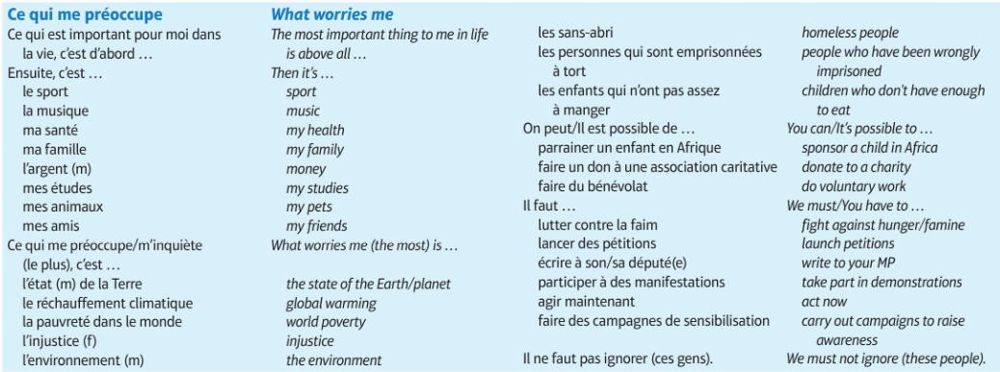 Ce qui me préoccupe What worries me
Ce qui est important pour moi dans The most important thing to me in life
la vie, c'est d'abord … is above all …
Ensuite, c'est … Then it's …
le sport sport
la musique music
ma santé my health
ma famille my family
l'argent (m) money
mes études my studies
mes animaux my pets
mes amis my friends
Ce qui me préoccupe/m'inquiète What worries me (the most) is …
(le plus), c'est …
l'état (m) de la Terre the state of the Earth/planet
le réchauffement climatique global warming
la pauvreté dans le monde world poverty
l'injustice (f) injustice
l'environnement (m) the environment
les sans-abri homeless people
les personnes qui sont emprisonnées people who have been wrongly
à tort imprisoned
les enfants qui n'ont pas assez children who don't have enough
à manger to eat
On peut/Il est possible de … You can/It's possible to …
parrainer un enfant en Afrique sponsor a child in Africa
faire un don à une association caritative donate to a charity
faire du bénévolat do voluntary work
Il faut … We must/You have to …
lutter contre la faim fight against hunger/famine
lancer des pétitions launch petitions
écrire à son/sa député(e) write to your MP
participer à des manifestations take part in demonstrations
agir maintenant act now
faire des campagnes de sensibilisation carry out campaigns to raise
awareness
Il ne faut pas ignorer (ces gens). We must not ignore (these people).